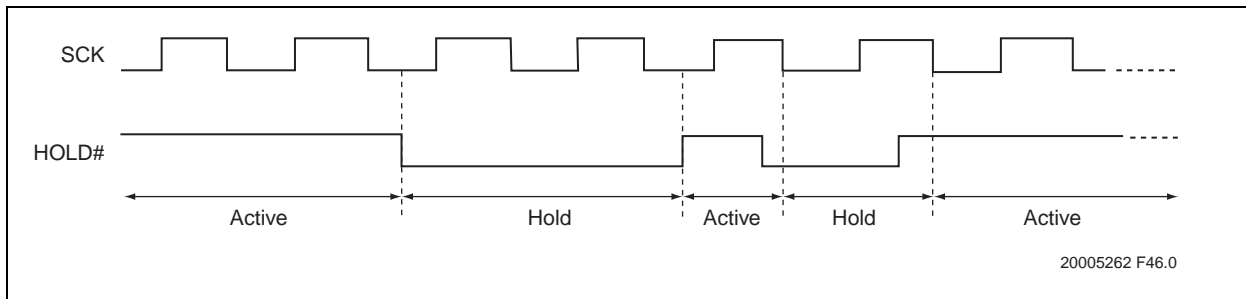 SCK
HOLD#
Active Hold Active Hold Active
20005262 F46.0